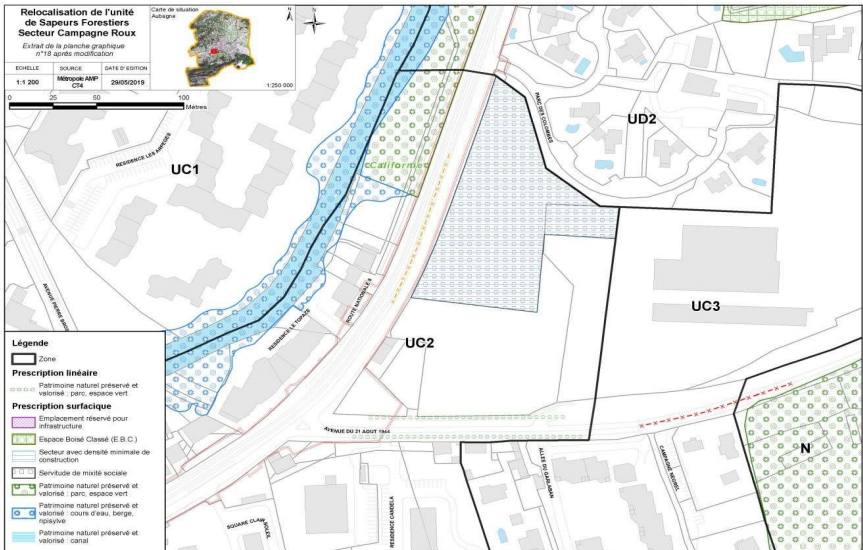 Relocalisation de l'unité
de Sapeurs Forestiers
Secteur Campagne Roux
Extrait de la planche graphique
n°18 après modification
ECHELLE
SOURCE
DATE D'EDITION
1:1 200
Métropole AMP
CT4
29/05/2019
Carte de situation
Aubagne
N
1:250 000
0
25
50
100
Mètres
RESIDENCE LES ARPEGES
UC1
Californie
PARC DES COLOMBES
UD2
UC3
ROUTE NATIONALE 8
RESIDENCE LE TOPAZE
UC2
AVENUE DU 21 AOUT 1944
ALLEE DU GARLABAN
N
RESIDENCE CANDELA
Légende
Zone
Prescription linéaire
Patrimoine naturel préservé et
valorisé : parc, espace vert
Prescription surfacique
Emplacement réservé pour
infrastructure
Espace Boisé Classé (E.B.C.)
Secteur avec densité minimale de
construction
Servitude de mixité sociale
Patrimoine naturel préservé et
valorisé : parc, espace vert
Patrimoine naturel préservé et
valorisé : cours d'eau, berge,
ripisylve
Patrimoine naturel préservé et
valorisé : canal